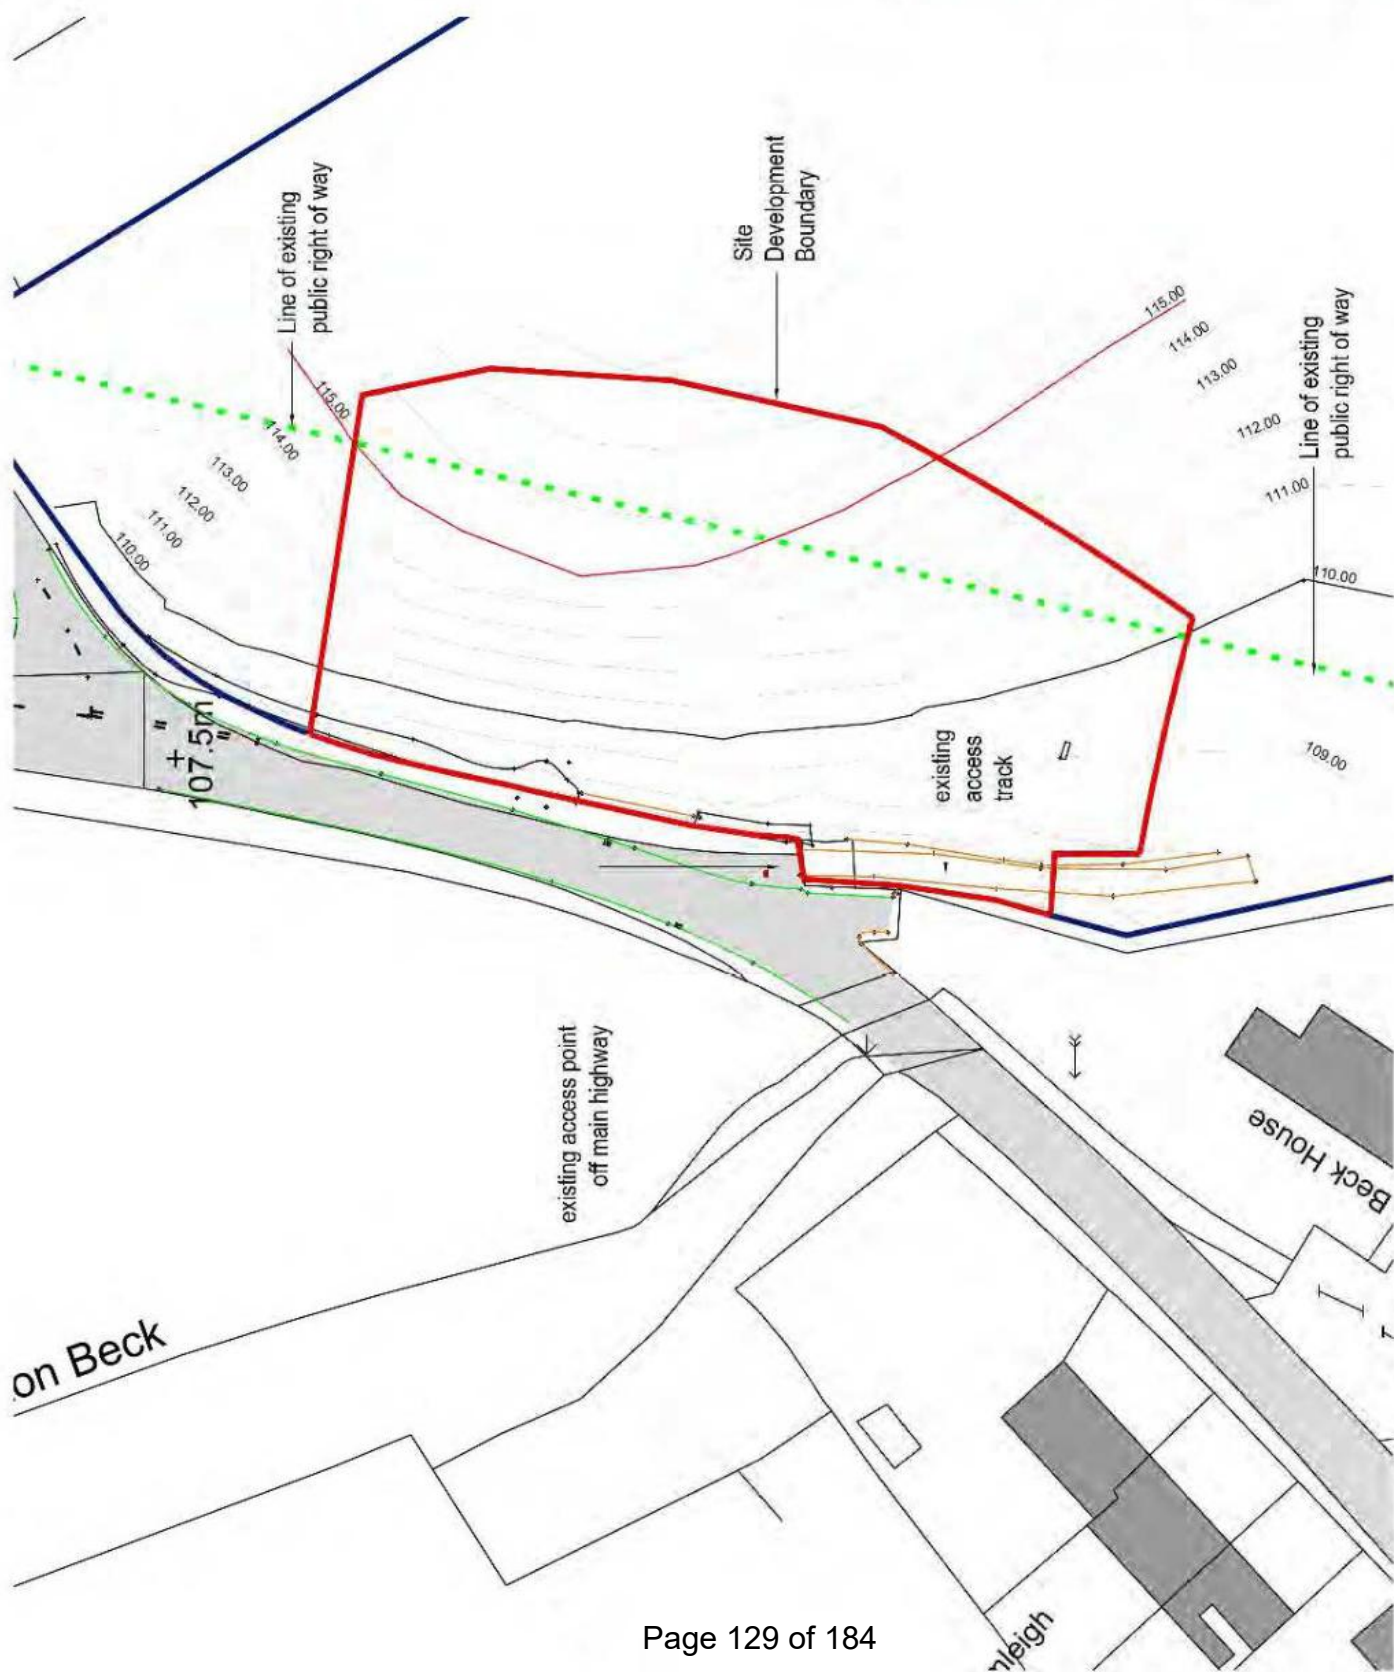 Line of existing
public right of way
Site
Development
Boundary
115.00
114.00
113.00
112.00
111.00
110.00
Line of existing
public right of way
115.00
114.00
113.00
112.00
111.00
110.00
109.00
107.5m
existing
access
track
existing access point
off main highway
Beck House
on Beck
nleigh
Page 129 of 184